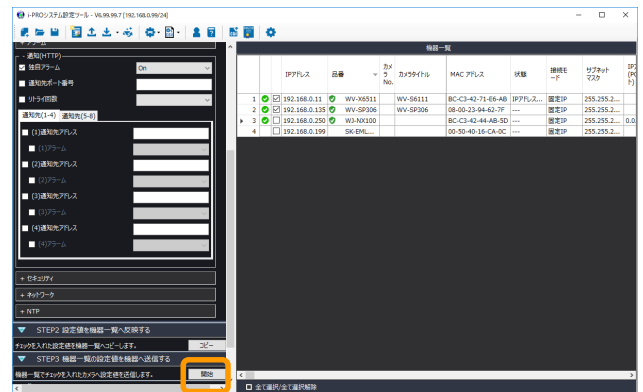 i-PROシステム設定ツール - V6.99.99.7 [192.168.0.99/24]
+ アラーム
- 通知(HTTP)
独自アラーム On
通知先ポート番号
リトライ回数
通知先(1-4) 通知先(5-8)
(1)通知先アドレス
(1)アラーム
(2)通知先アドレス
(2)アラーム
(3)通知先アドレス
(3)アラーム
(4)通知先アドレス
(4)アラーム
+ セキュリティ
+ ネットワーク
+ NTP
STEP2 設定値を機器一覧へ反映する
チェックを入れた設定値を機器一覧へコピーします。 コピー
STEP3 機器一覧の設定値を機器へ送信する
機器一覧でチェックを入れたカメラへ設定値を送信します。 開始
機器一覧
IPアドレス 品番 カメラNo. カメラタイトル MAC アドレス 状態 接続モード サブネットマスク
1 192.168.0.11 WV-X6511 WV-S6111 BC-C3-42-71-E6-AB IPアドレス... 固定IP 255.255.2...
2 192.168.0.135 WV-SP306 WV-SP306 08-00-23-94-62-7F --- 固定IP 255.255.2...
3 192.168.0.250 WJ-NX100 BC-C3-42-44-AB-5D --- 固定IP 255.255.2... 0.0.
4 192.168.0.199 SK-EML... 00-50-40-16-CA-0C --- 固定IP 255.255.2...
全て選択/全て選択解除